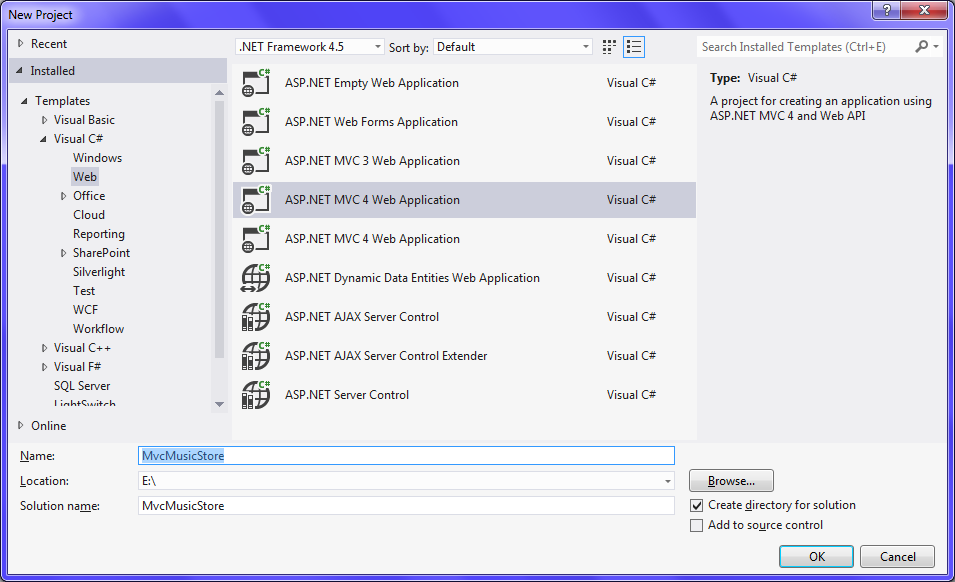 New Project
?
Recent
Installed
Templates
Visual Basic
Visual C#
Windows
Web
Office
Cloud
Reporting
SharePoint
Silverlight
Test
WCF
Workflow
Visual C++
Visual F#
SQL Server
LightSwitch
Online
.NET Framework 4.5 Sort by: Default
C# ASP.NET Empty Web Application Visual C#
C# ASP.NET Web Forms Application Visual C#
C# ASP.NET MVC 3 Web Application Visual C#
C# ASP.NET MVC 4 Web Application Visual C#
C# ASP.NET MVC 4 Web Application Visual C#
C# ASP.NET Dynamic Data Entities Web Application Visual C#
C# ASP.NET AJAX Server Control Visual C#
C# ASP.NET AJAX Server Control Extender Visual C#
C# ASP.NET Server Control Visual C#
Search Installed Templates (Ctrl+E)
Type: Visual C#
A project for creating an application using
ASP.NET MVC 4 and Web API
Name: MvcMusicStore
Location: E:\ Browse...
Solution name: MvcMusicStore
Create directory for solution
Add to source control
OK Cancel